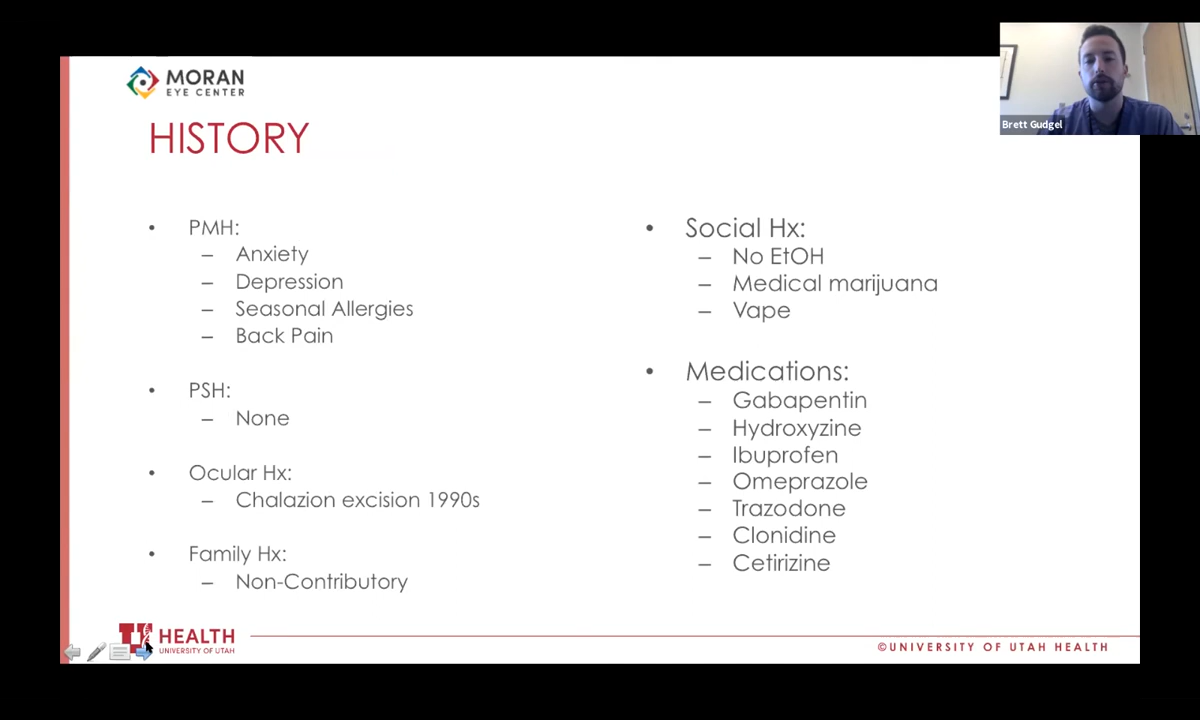 MORAN
EYE CENTER
Brett Gudgel
HISTORY
• PMH:
– Anxiety
– Depression
– Seasonal Allergies
– Back Pain
• PSH:
– None
• Ocular Hx:
– Chalazion excision 1990s
• Family Hx:
– Non-Contributory
• Social Hx:
– No EtOH
– Medical marijuana
– Vape
• Medications:
– Gabapentin
– Hydroxyzine
– Ibuprofen
– Omeprazole
– Trazodone
– Clonidine
– Cetirizine
U HEALTH
UNIVERSITY OF UTAH
©UNIVERSITY OF UTAH HEALTH